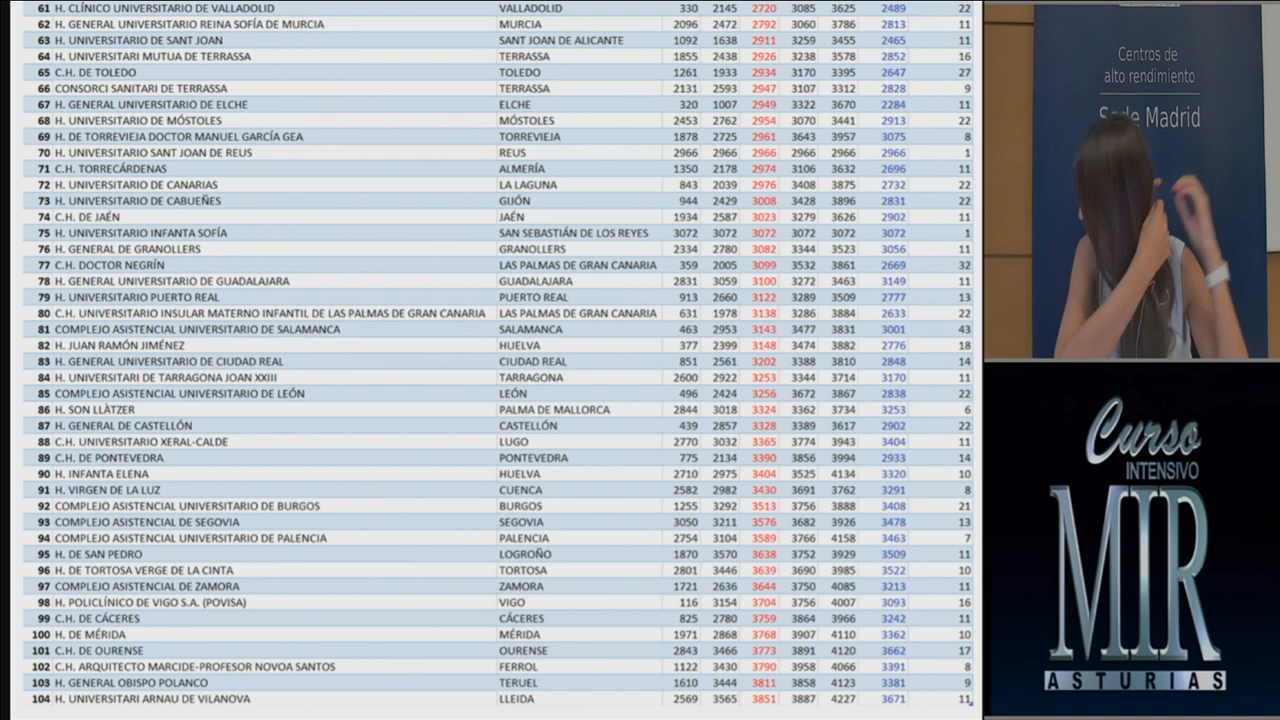 61 H. CLÍNICO UNIVERSITARIO DE VALLADOLID VALLADOLID 330 2145 2720 3085 3625 2489 22
62 H. GENERAL UNIVERSITARIO REINA SOFÍA DE MURCIA MURCIA 2096 2472 2792 3060 3786 2813 11
63 H. UNIVERSITARIO DE SANT JOAN SANT JOAN DE ALICANTE 1092 1638 2911 3259 3455 2465 11
64 H. UNIVERSITARI MUTUA DE TERRASSA TERRASSA 1855 2438 2926 3238 3578 2852 16
65 C.H. DE TOLEDO TOLEDO 1261 1933 2934 3170 3395 2647 27
66 CONSORCI SANITARI DE TERRASSA TERRASSA 2131 2593 2947 3107 3312 2828 9
67 H. GENERAL UNIVERSITARIO DE ELCHE ELCHE 320 1007 2949 3322 3670 2284 11
68 H. UNIVERSITARIO DE MÓSTOLES MÓSTOLES 2453 2762 2954 3070 3441 2913 22
69 H. DE TORREVIEJA DOCTOR MANUEL GARCÍA GEA TORREVIEJA 1878 2725 2961 3643 3957 3075 8
70 H. UNIVERSITARIO SANT JOAN DE REUS REUS 2966 2966 2966 2966 2966 2966 1
71 C.H. TORRECÁRDENAS ALMERÍA 1350 2178 2974 3106 3632 2696 11
72 H. UNIVERSITARIO DE CANARIAS LA LAGUNA 843 2039 2976 3408 3875 2732 22
73 H. UNIVERSITARIO DE CABUEÑES GIJÓN 944 2429 3008 3428 3896 2831 22
74 C.H. DE JAÉN JAÉN 1934 2587 3023 3279 3626 2902 11
75 H. UNIVERSITARIO INFANTA SOFÍA SAN SEBASTIÁN DE LOS REYES 3072 3072 3072 3072 3072 3072 1
76 H. GENERAL DE GRANOLLERS GRANOLLERS 2334 2780 3082 3344 3523 3056 11
77 C.H. DOCTOR NEGRÍN LAS PALMAS DE GRAN CANARIA 359 2005 3099 3532 3861 2669 32
78 H. GENERAL UNIVERSITARIO DE GUADALAJARA GUADALAJARA 2831 3059 3100 3272 3463 3149 11
79 H. UNIVERSITARIO PUERTO REAL PUERTO REAL 913 2660 3122 3289 3509 2777 13
80 C.H. UNIVERSITARIO INSULAR MATERNO INFANTIL DE LAS PALMAS DE GRAN CANARIA LAS PALMAS DE GRAN CANARIA 631 1978 3138 3286 3884 2633 22
81 COMPLEJO ASISTENCIAL UNIVERSITARIO DE SALAMANCA SALAMANCA 463 2953 3143 3477 3831 3001 43
82 H. JUAN RAMÓN JIMÉNEZ HUELVA 377 2399 3148 3474 3882 2776 18
83 H. GENERAL UNIVERSITARIO DE CIUDAD REAL CIUDAD REAL 851 2561 3202 3388 3810 2848 14
84 H. UNIVERSITARI DE TARRAGONA JOAN XXIII TARRAGONA 2600 2922 3253 3344 3714 3170 11
85 COMPLEJO ASISTENCIAL UNIVERSITARIO DE LEÓN LEÓN 496 2424 3256 3672 3867 2838 22
86 H. SON LLÀTZER PALMA DE MALLORCA 2844 3018 3324 3362 3734 3253 6
87 H. GENERAL DE CASTELLÓN CASTELLÓN 439 2857 3328 3389 3617 2902 22
88 C.H. UNIVERSITARIO XERAL-CALDE LUGO 2770 3032 3365 3774 3943 3404 11
89 C.H. DE PONTEVEDRA PONTEVEDRA 775 2134 3390 3856 3994 2933 14
90 H. INFANTA ELENA HUELVA 2710 2975 3404 3525 4134 3320 10
91 H. VIRGEN DE LA LUZ CUENCA 2582 2982 3430 3691 3762 3291 8
92 COMPLEJO ASISTENCIAL UNIVERSITARIO DE BURGOS BURGOS 1255 3292 3513 3756 3888 3408 21
93 COMPLEJO ASISTENCIAL DE SEGOVIA SEGOVIA 3050 3211 3576 3682 3926 3478 13
94 COMPLEJO ASISTENCIAL UNIVERSITARIO DE PALENCIA PALENCIA 2754 3104 3589 3766 4158 3463 7
95 H. DE SAN PEDRO LOGROÑO 1870 3570 3638 3752 3929 3509 11
96 H. DE TORTOSA VERGE DE LA CINTA TORTOSA 2801 3446 3639 3690 3985 3522 10
97 COMPLEJO ASISTENCIAL DE ZAMORA ZAMORA 1721 2636 3644 3750 4085 3213 11
98 H. POLICLÍNICO DE VIGO S.A. (POVISA) VIGO 116 3154 3704 3756 4007 3093 16
99 C.H. DE CÁCERES CÁCERES 825 2780 3759 3864 3966 3242 11
100 H. DE MÉRIDA MÉRIDA 1971 2868 3768 3907 4110 3362 10
101 C.H. DE OURENSE OURENSE 2843 3466 3773 3891 4120 3662 17
102 C.H. ARQUITECTO MARCIDE-PROFESOR NOVOA SANTOS FERROL 1122 3430 3790 3958 4066 3391 8
103 H. GENERAL OBISPO POLANCO TERUEL 1610 3444 3811 3858 4123 3381 9
104 H. UNIVERSITARI ARNAU DE VILANOVA LLEIDA 2569 3565 3851 3887 4227 3671 11
Centros de
alto rendimiento
Madrid
Curso
INTENSIVO
MIR
ASTURIAS